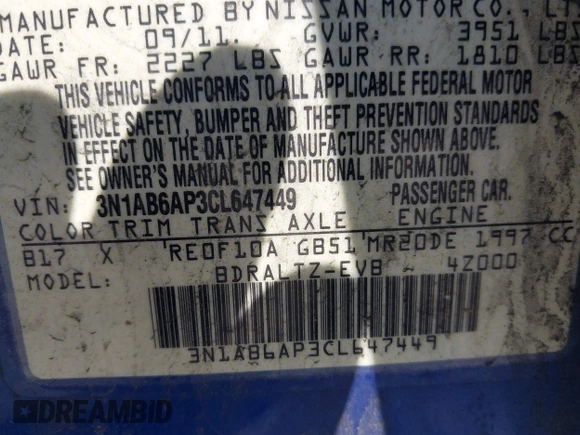 MANUFACTURED BY NISSAN MOTOR CO., LT
DATE: 09/11. GVWR: 3951 LBS
GAWR FR: 2227 LBS GAWR RR: 1810 LBS
THIS VEHICLE CONFORMS TO ALL APPLICABLE FEDERAL MOTOR
VEHICLE SAFETY, BUMPER AND THEFT PREVENTION STANDARDS
IN EFFECT ON THE DATE OF MANUFACTURE SHOWN ABOVE.
SEE OWNER'S MANUAL FOR ADDITIONAL INFORMATION.
VIN: 3N1AB6AP3CL647449 PASSENGER CAR.
COLOR TRIM TRANS AXLE ENGINE
B17 X RE0F10A GB51 MR20DE 1997 CC
MODEL: BDRALTZ-EVB - 4Z000
3N1AB6AP3CL647449
DREAMBID